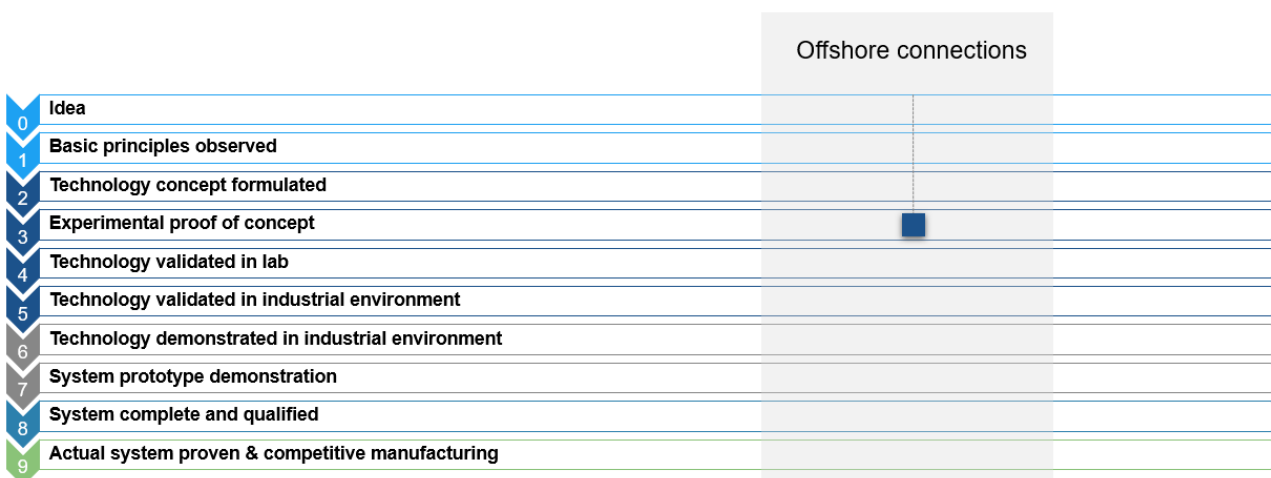 Offshore connections
0 Idea
1 Basic principles observed
2 Technology concept formulated
3 Experimental proof of concept
4 Technology validated in lab
5 Technology validated in industrial environment
6 Technology demonstrated in industrial environment
7 System prototype demonstration
8 System complete and qualified
9 Actual system proven & competitive manufacturing